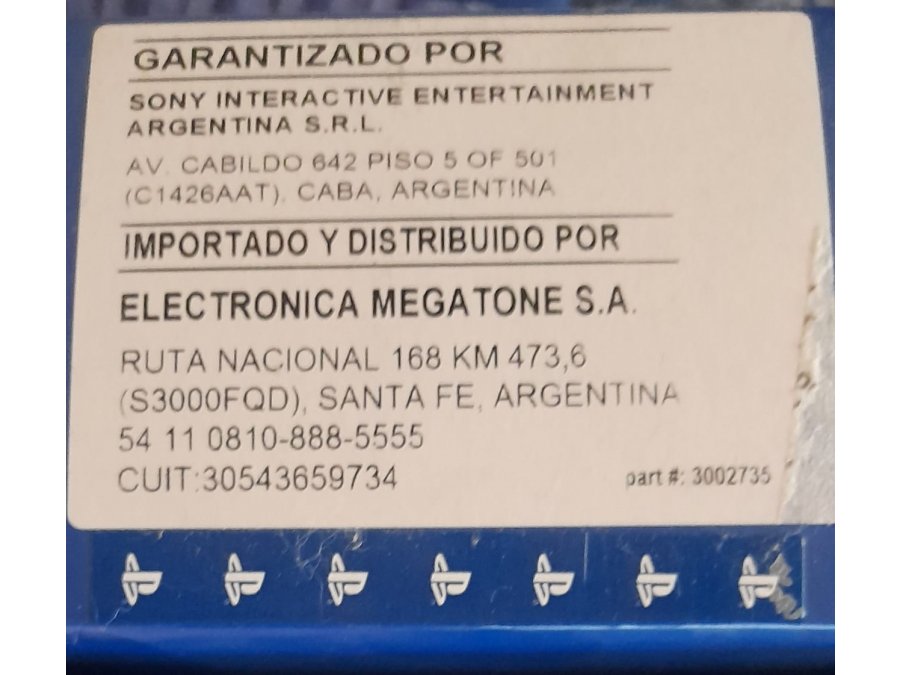 GARANTIZADO POR
SONY INTERACTIVE ENTERTAINMENT
ARGENTINA S.R.L.
AV. CABILDO 642 PISO 5 OF 501
(C1426AAT). CABA, ARGENTINA
IMPORTADO Y DISTRIBUIDO POR
ELECTRONICA MEGATONE S.A.
RUTA NACIONAL 168 KM 473,6
(S3000FQD), SANTA FE, ARGENTINA
54 11 0810-888-5555
CUIT:30543659734
part #: 3002735